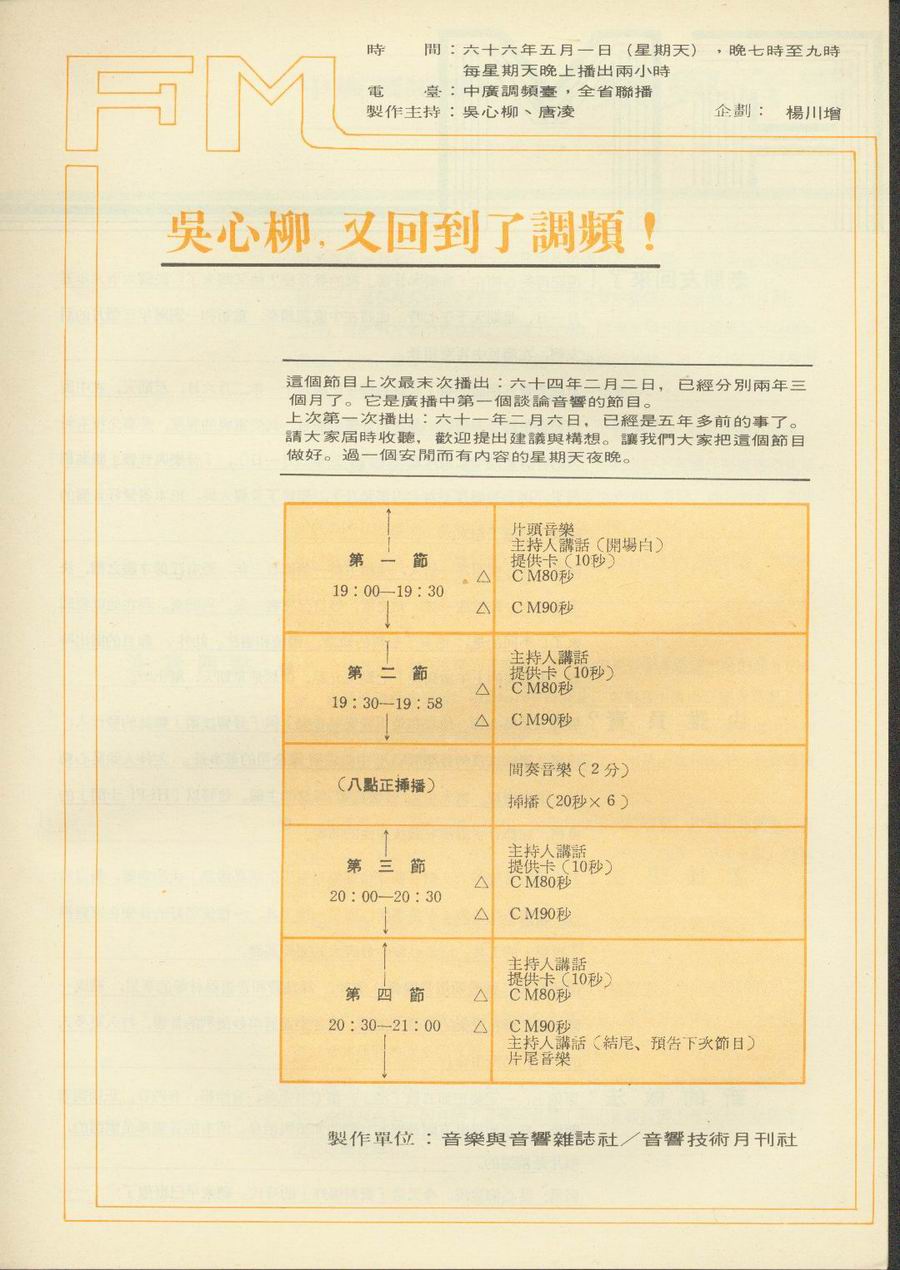 FM
時　　間：六十六年五月一日（星期天），晚七時至九時
每星期天晚上播出兩小時
電　　臺：中廣調頻臺，全省聯播
製作主持：吳心柳、唐凌　　企劃：　楊川增
吳心柳，又回到了調頻！
這個節目上次最末次播出：六十四年二月二日，已經分別兩年三
個月了。它是廣播中第一個談論音響的節目。
上次第一次播出：六十一年二月六日，已經是五年多前的事了。
請大家屆時收聽，歡迎提出建議與構想。讓我們大家把這個節目
做好。過一個安閒而有內容的星期天夜晚。
第　一　節
19：00—19：30
片頭音樂
主持人講話（開場白）
提供卡（10秒）
△　CM80秒
△　CM90秒
第　二　節
19：30—19：58
主持人講話
提供卡（10秒）
△　CM80秒
△　CM90秒
（八點正挿播）
間奏音樂（2分）
挿播（20秒×6）
第　三　節
20：00—20：30
主持人講話
提供卡（10秒）
△　CM80秒
△　CM90秒
第　四　節
20：30—21：00
主持人講話
提供卡（10秒）
△　CM80秒
△　CM90秒
主持人講話（結尾、預告下次節目）
片尾音樂
製作單位：音樂與音響雜誌社／音響技術月刊社